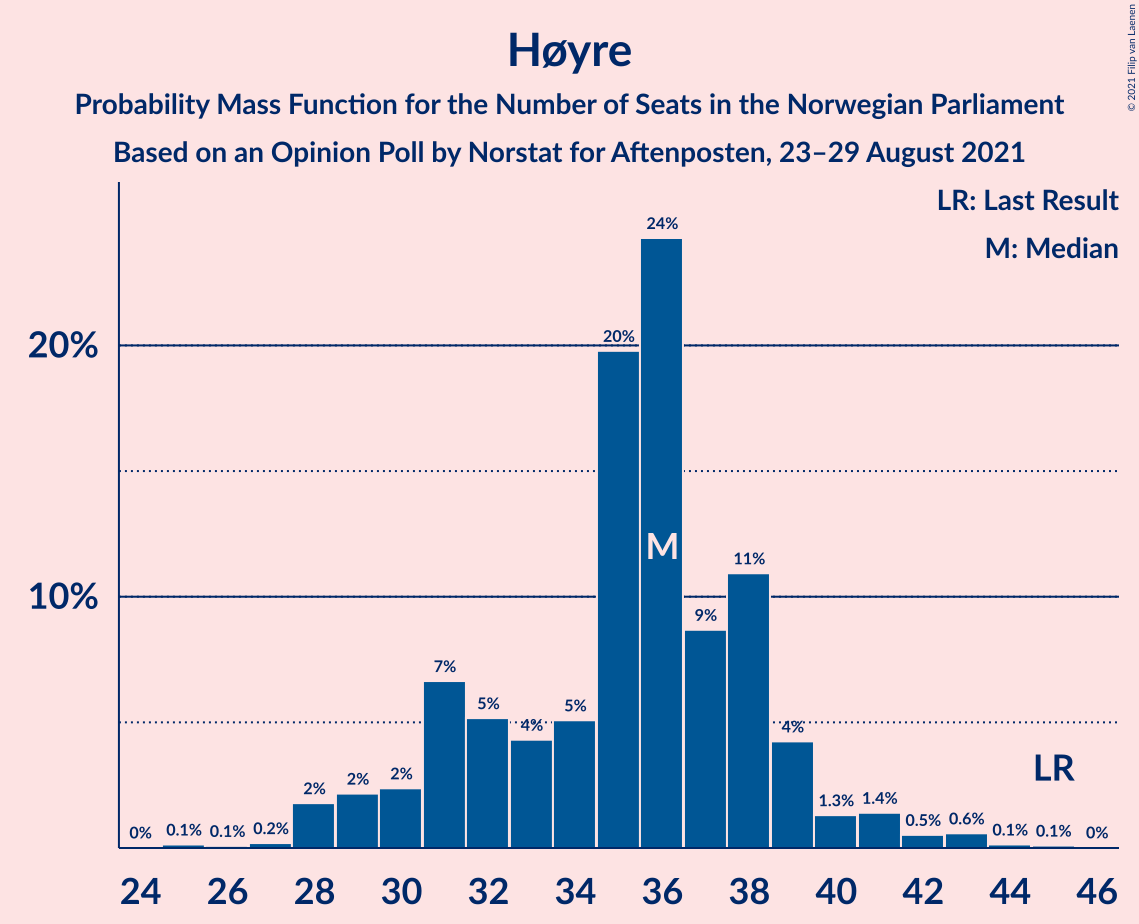 Høyre
Probability Mass Function for the Number of Seats in the Norwegian Parliament
Based on an Opinion Poll by Norstat for Aftenposten, 23–29 August 2021
© 2021 Filip van Laenen
LR: Last Result
M: Median
20%
10%
0%
0.1%
0.1%
0.2%
2%
2%
2%
7%
5%
4%
5%
20%
24%
9%
11%
4%
1.3%
1.4%
0.5%
0.6%
0.1%
0.1%
0%
M
LR
24 26 28 30 32 34 36 38 40 42 44 46